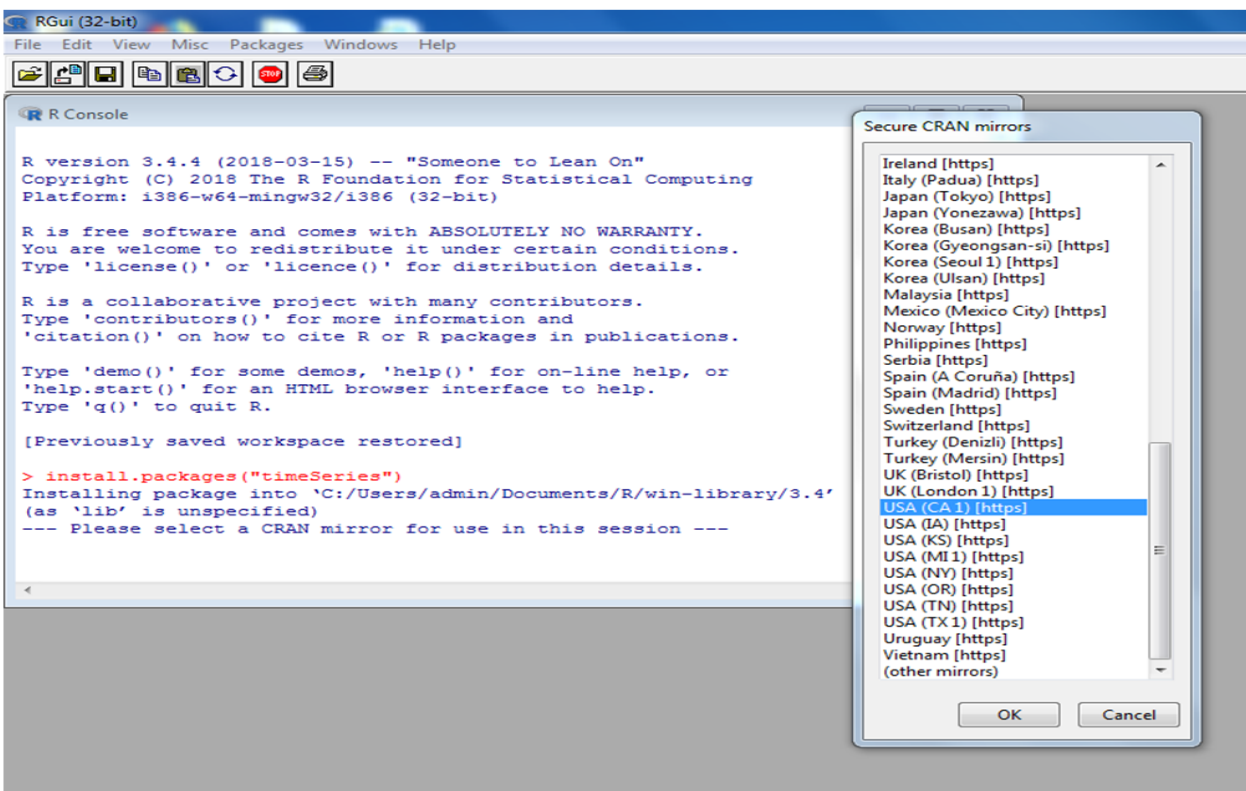 RGui (32-bit)
File Edit View Misc Packages Windows Help
STOP
R Console
R version 3.4.4 (2018-03-15) -- "Someone to Lean On"
Copyright (C) 2018 The R Foundation for Statistical Computing
Platform: i386-w64-mingw32/i386 (32-bit)
R is free software and comes with ABSOLUTELY NO WARRANTY.
You are welcome to redistribute it under certain conditions.
Type 'license()' or 'licence()' for distribution details.
R is a collaborative project with many contributors.
Type 'contributors()' for more information and
'citation()' on how to cite R or R packages in publications.
Type 'demo()' for some demos, 'help()' for on-line help, or
'help.start()' for an HTML browser interface to help.
Type 'q()' to quit R.
[Previously saved workspace restored]
> install.packages("timeSeries")
Installing package into ‘C:/Users/admin/Documents/R/win-library/3.4’
(as ‘lib’ is unspecified)
--- Please select a CRAN mirror for use in this session ---
Secure CRAN mirrors
Ireland [https]
Italy (Padua) [https]
Japan (Tokyo) [https]
Japan (Yonezawa) [https]
Korea (Busan) [https]
Korea (Gyeongsan-si) [https]
Korea (Seoul 1) [https]
Korea (Ulsan) [https]
Malaysia [https]
Mexico (Mexico City) [https]
Norway [https]
Philippines [https]
Serbia [https]
Spain (A Coruña) [https]
Spain (Madrid) [https]
Sweden [https]
Switzerland [https]
Turkey (Denizli) [https]
Turkey (Mersin) [https]
UK (Bristol) [https]
UK (London 1) [https]
USA (CA 1) [https]
USA (IA) [https]
USA (KS) [https]
USA (MI 1) [https]
USA (NY) [https]
USA (OR) [https]
USA (TN) [https]
USA (TX 1) [https]
Uruguay [https]
Vietnam [https]
(other mirrors)
OK Cancel